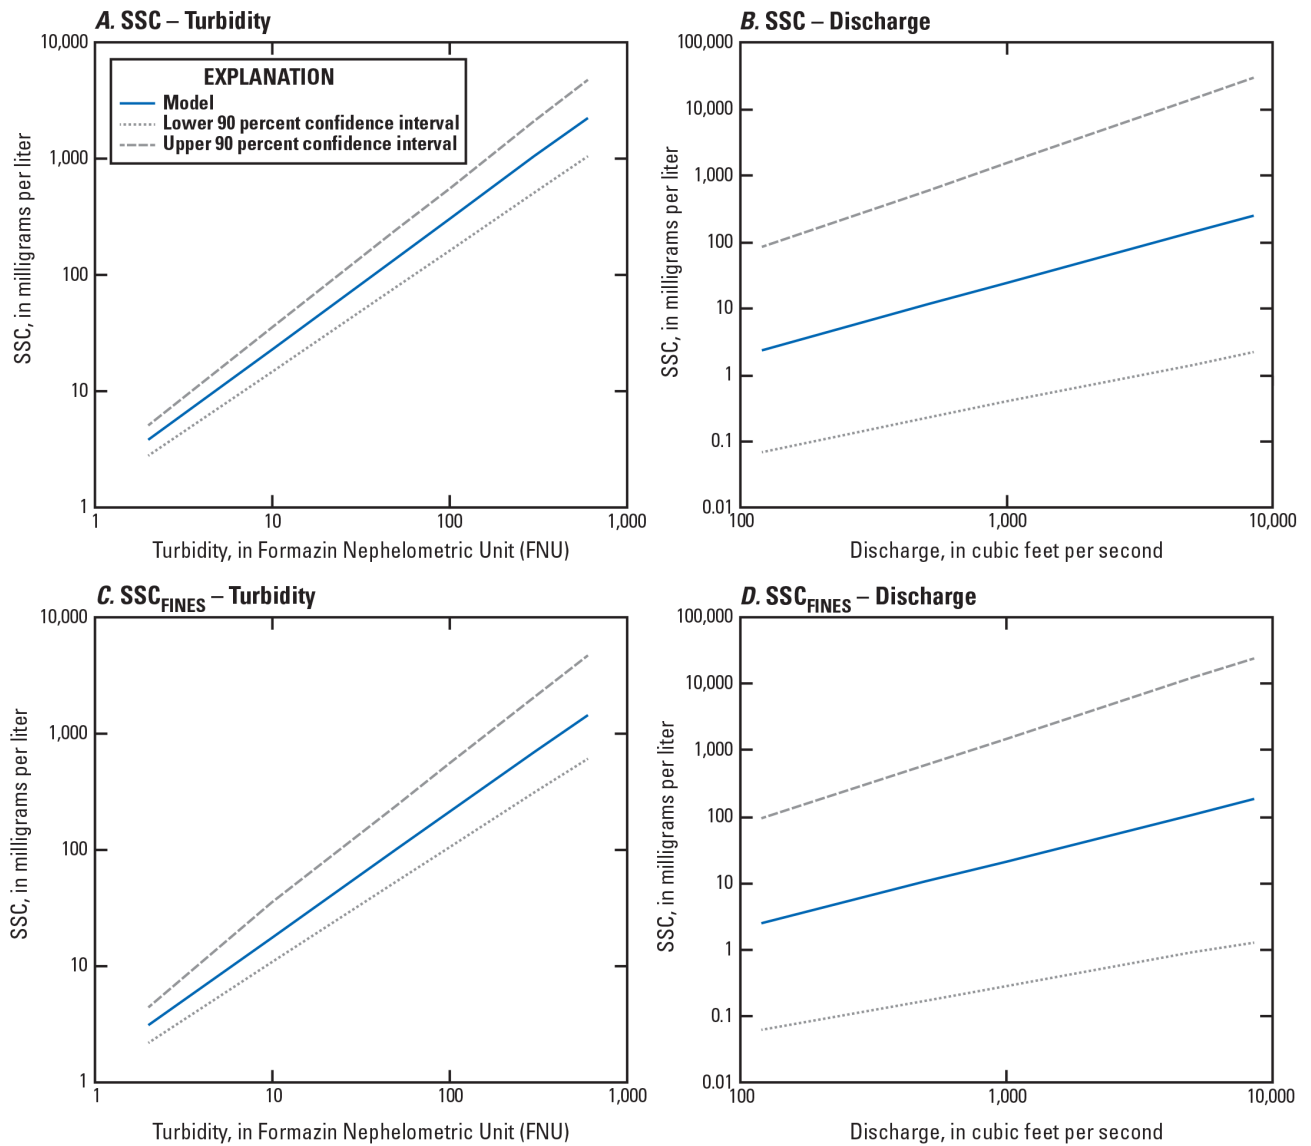 A. SSC – Turbidity
10,000
1,000
100
10
1
SSC, in milligrams per liter
EXPLANATION
Model
Lower 90 percent confidence interval
Upper 90 percent confidence interval
1 10 100 1,000
Turbidity, in Formazin Nephelometric Unit (FNU)
B. SSC – Discharge
100,000
10,000
1,000
100
10
1
0.1
0.01
SSC, in milligrams per liter
100 1,000 10,000
Discharge, in cubic feet per second
C. SSCFINES – Turbidity
10,000
1,000
100
10
1
SSC, in milligrams per liter
1 10 100 1,000
Turbidity, in Formazin Nephelometric Unit (FNU)
D. SSCFINES – Discharge
100,000
10,000
1,000
100
10
1
0.1
0.01
SSC, in milligrams per liter
100 1,000 10,000
Discharge, in cubic feet per second